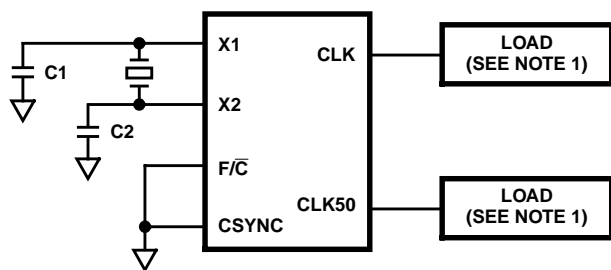 X1
CLK
LOAD
(SEE NOTE 1)
C1
X2
C2
F/C̅
CLK50
LOAD
(SEE NOTE 1)
CSYNC